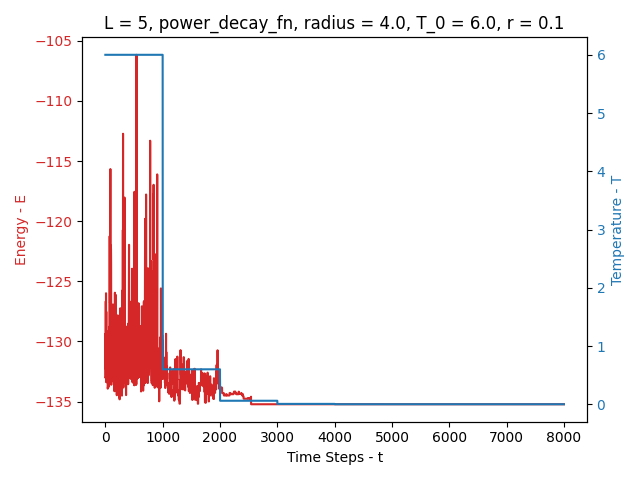 L = 5, power_decay_fn, radius = 4.0, T_0 = 6.0, r = 0.1
−105
−110
−115
−120
−125
−130
−135
Energy - E
6
5
4
3
2
1
0
Temperature - T
0 1000 2000 3000 4000 5000 6000 7000 8000
Time Steps - t